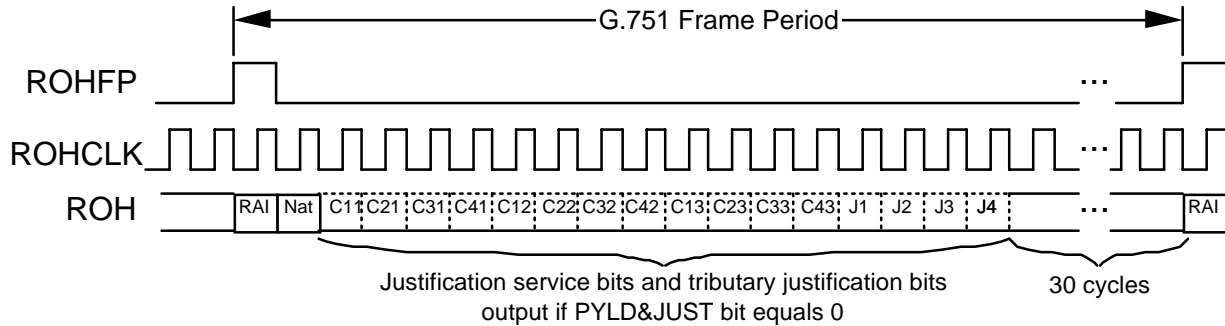 G.751 Frame Period
ROHFP
...
ROHCLK
...
ROH
RAI Nat C11 C21 C31 C41 C12 C22 C32 C42 C13 C23 C33 C43 J1 J2 J3 J4 ... RAI
Justification service bits and tributary justification bits
output if PYLD&JUST bit equals 0
30 cycles